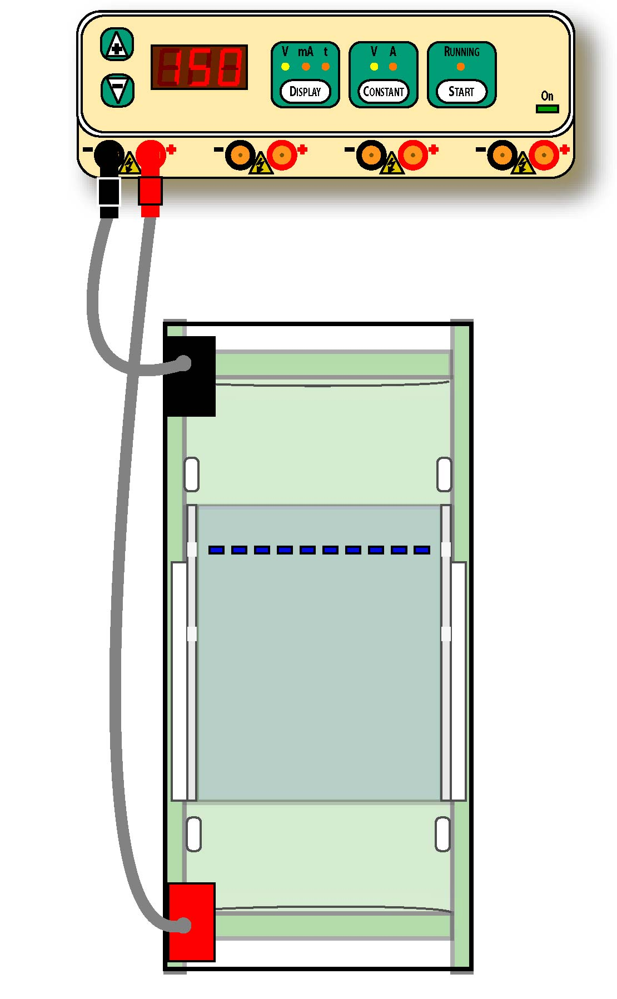 150
V mA t
DISPLAY
V A
CONSTANT
RUNNING
START
On
- + - + - + - +